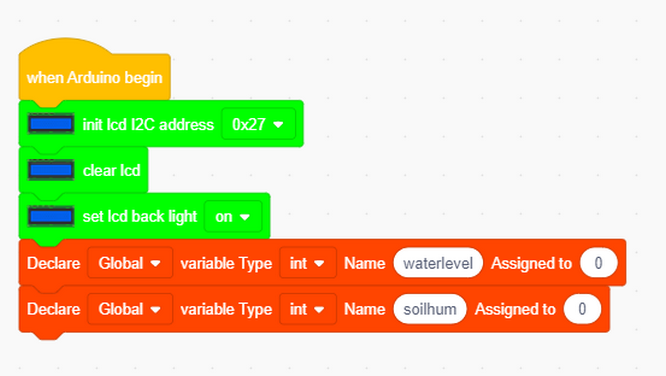 when Arduino begin
init lcd I2C address 0x27
clear lcd
set lcd back light on
Declare Global variable Type int Name waterlevel Assigned to 0
Declare Global variable Type int Name soilhum Assigned to 0